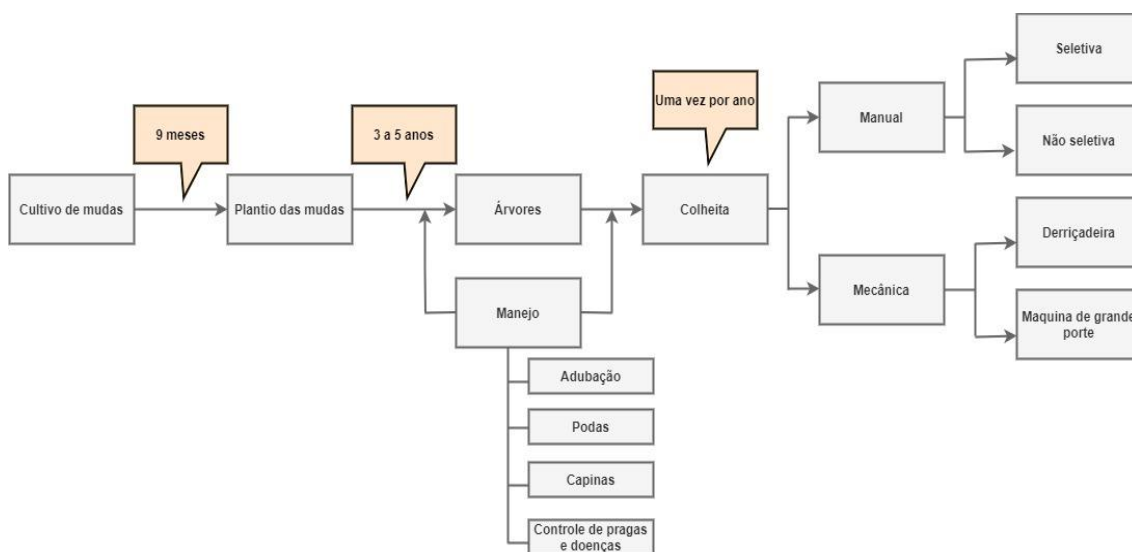 Cultivo de mudas
9 meses
Plantio das mudas
3 a 5 anos
Árvores
Manejo
Adubação
Podas
Capinas
Controle de pragas
e doenças
Uma vez por ano
Colheita
Manual
Seletiva
Não seletiva
Mecânica
Derriçadeira
Maquina de grande
porte